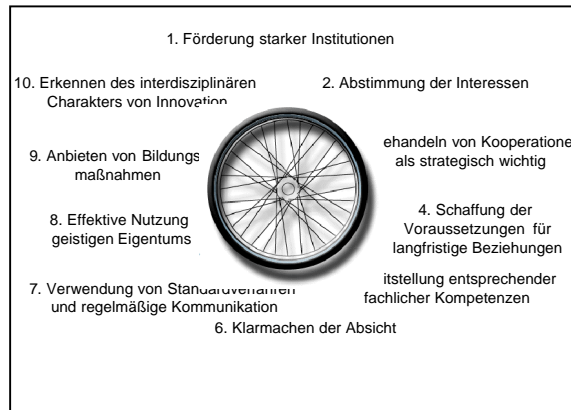 1. Förderung starker Institutionen
2. Abstimmung der Interessen
ehandeln von Kooperatione
als strategisch wichtig
4. Schaffung der
Voraussetzungen für
langfristige Beziehungen
itstellung entsprechender
fachlicher Kompetenzen
6. Klarmachen der Absicht
7. Verwendung von Standardverfahren
und regelmäßige Kommunikation
8. Effektive Nutzung
geistigen Eigentums
9. Anbieten von Bildungs
maßnahmen
10. Erkennen des interdisziplinären
Charakters von Innovation